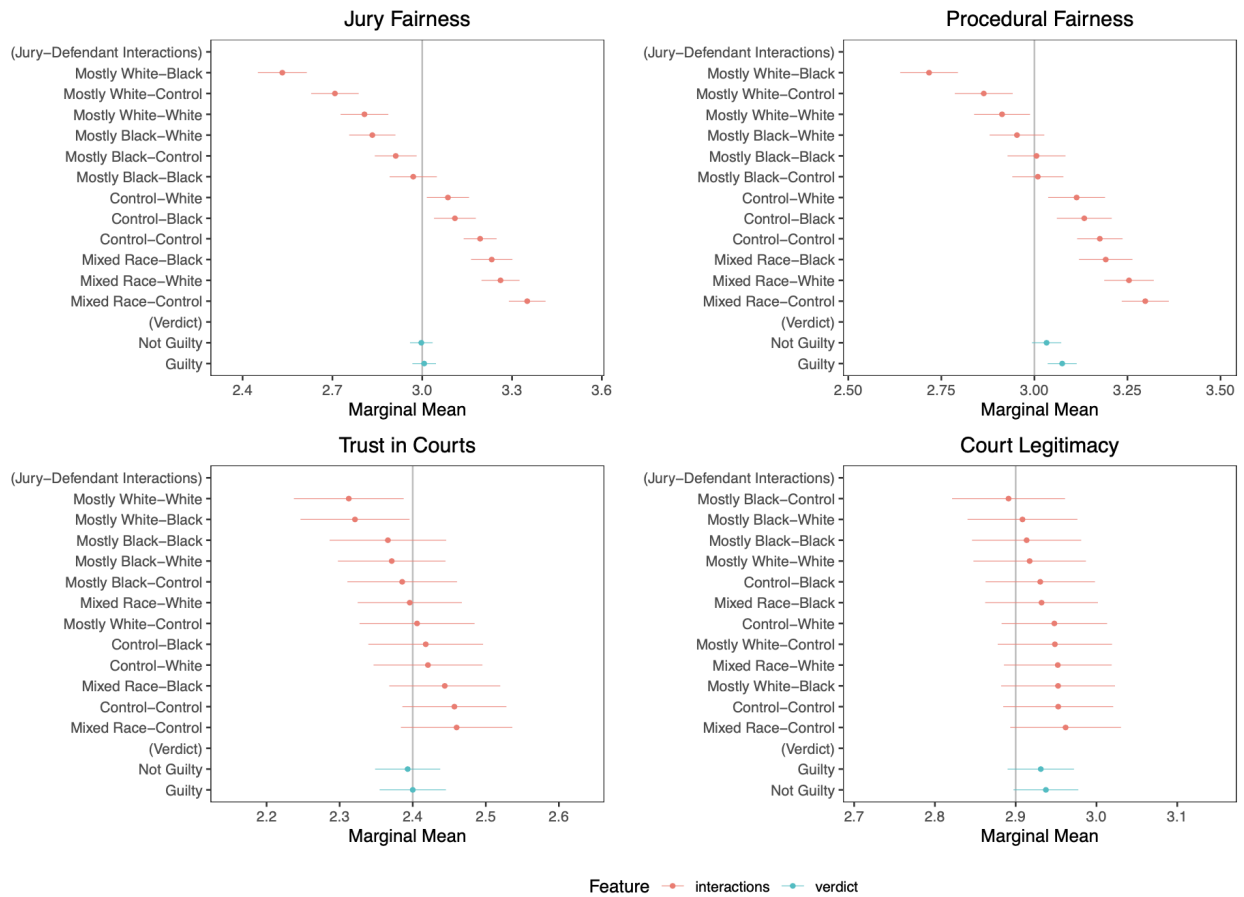 Jury Fairness
(Jury–Defendant Interactions)
Mostly White–Black
Mostly White–Control
Mostly White–White
Mostly Black–White
Mostly Black–Control
Mostly Black–Black
Control–White
Control–Black
Control–Control
Mixed Race–Black
Mixed Race–White
Mixed Race–Control
(Verdict)
Not Guilty
Guilty
2.4 2.7 3.0 3.3 3.6
Marginal Mean
Procedural Fairness
(Jury–Defendant Interactions)
Mostly White–Black
Mostly White–Control
Mostly White–White
Mostly Black–White
Mostly Black–Black
Mostly Black–Control
Control–White
Control–Black
Control–Control
Mixed Race–Black
Mixed Race–White
Mixed Race–Control
(Verdict)
Not Guilty
Guilty
2.50 2.75 3.00 3.25 3.50
Marginal Mean
Trust in Courts
(Jury–Defendant Interactions)
Mostly White–White
Mostly White–Black
Mostly Black–Black
Mostly Black–White
Mostly Black–Control
Mixed Race–White
Mostly White–Control
Control–Black
Control–White
Mixed Race–Black
Control–Control
Mixed Race–Control
(Verdict)
Not Guilty
Guilty
2.2 2.3 2.4 2.5 2.6
Marginal Mean
Court Legitimacy
(Jury–Defendant Interactions)
Mostly Black–Control
Mostly Black–White
Mostly Black–Black
Mostly White–White
Control–Black
Mixed Race–Black
Control–White
Mostly White–Control
Mixed Race–White
Mostly White–Black
Control–Control
Mixed Race–Control
(Verdict)
Guilty
Not Guilty
2.7 2.8 2.9 3.0 3.1
Marginal Mean
Feature interactions verdict